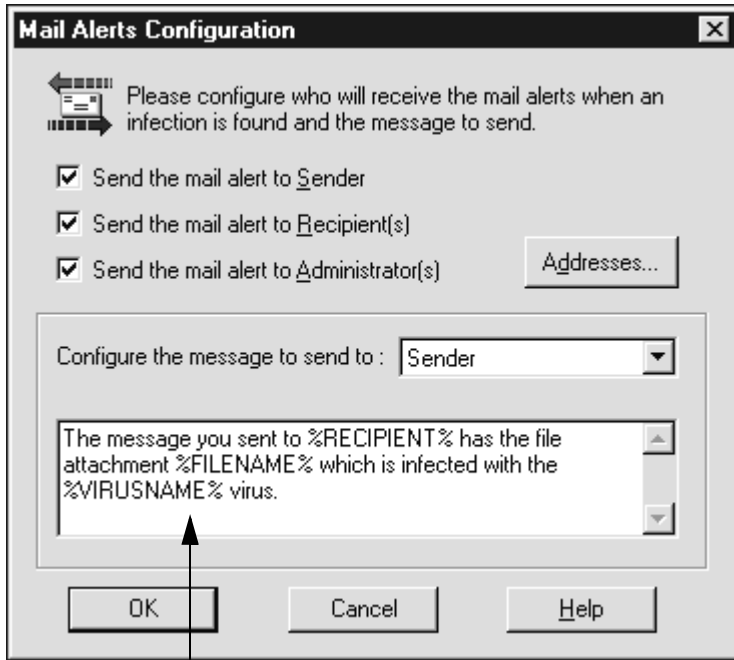 Mail Alerts Configuration
Please configure who will receive the mail alerts when an
infection is found and the message to send.
Send the mail alert to Sender
Send the mail alert to Recipient(s)
Send the mail alert to Administrator(s)
Addresses...
Configure the message to send to :
Sender
The message you sent to %RECIPIENT% has the file
attachment %FILENAME% which is infected with the
%VIRUSNAME% virus.
OK
Cancel
Help